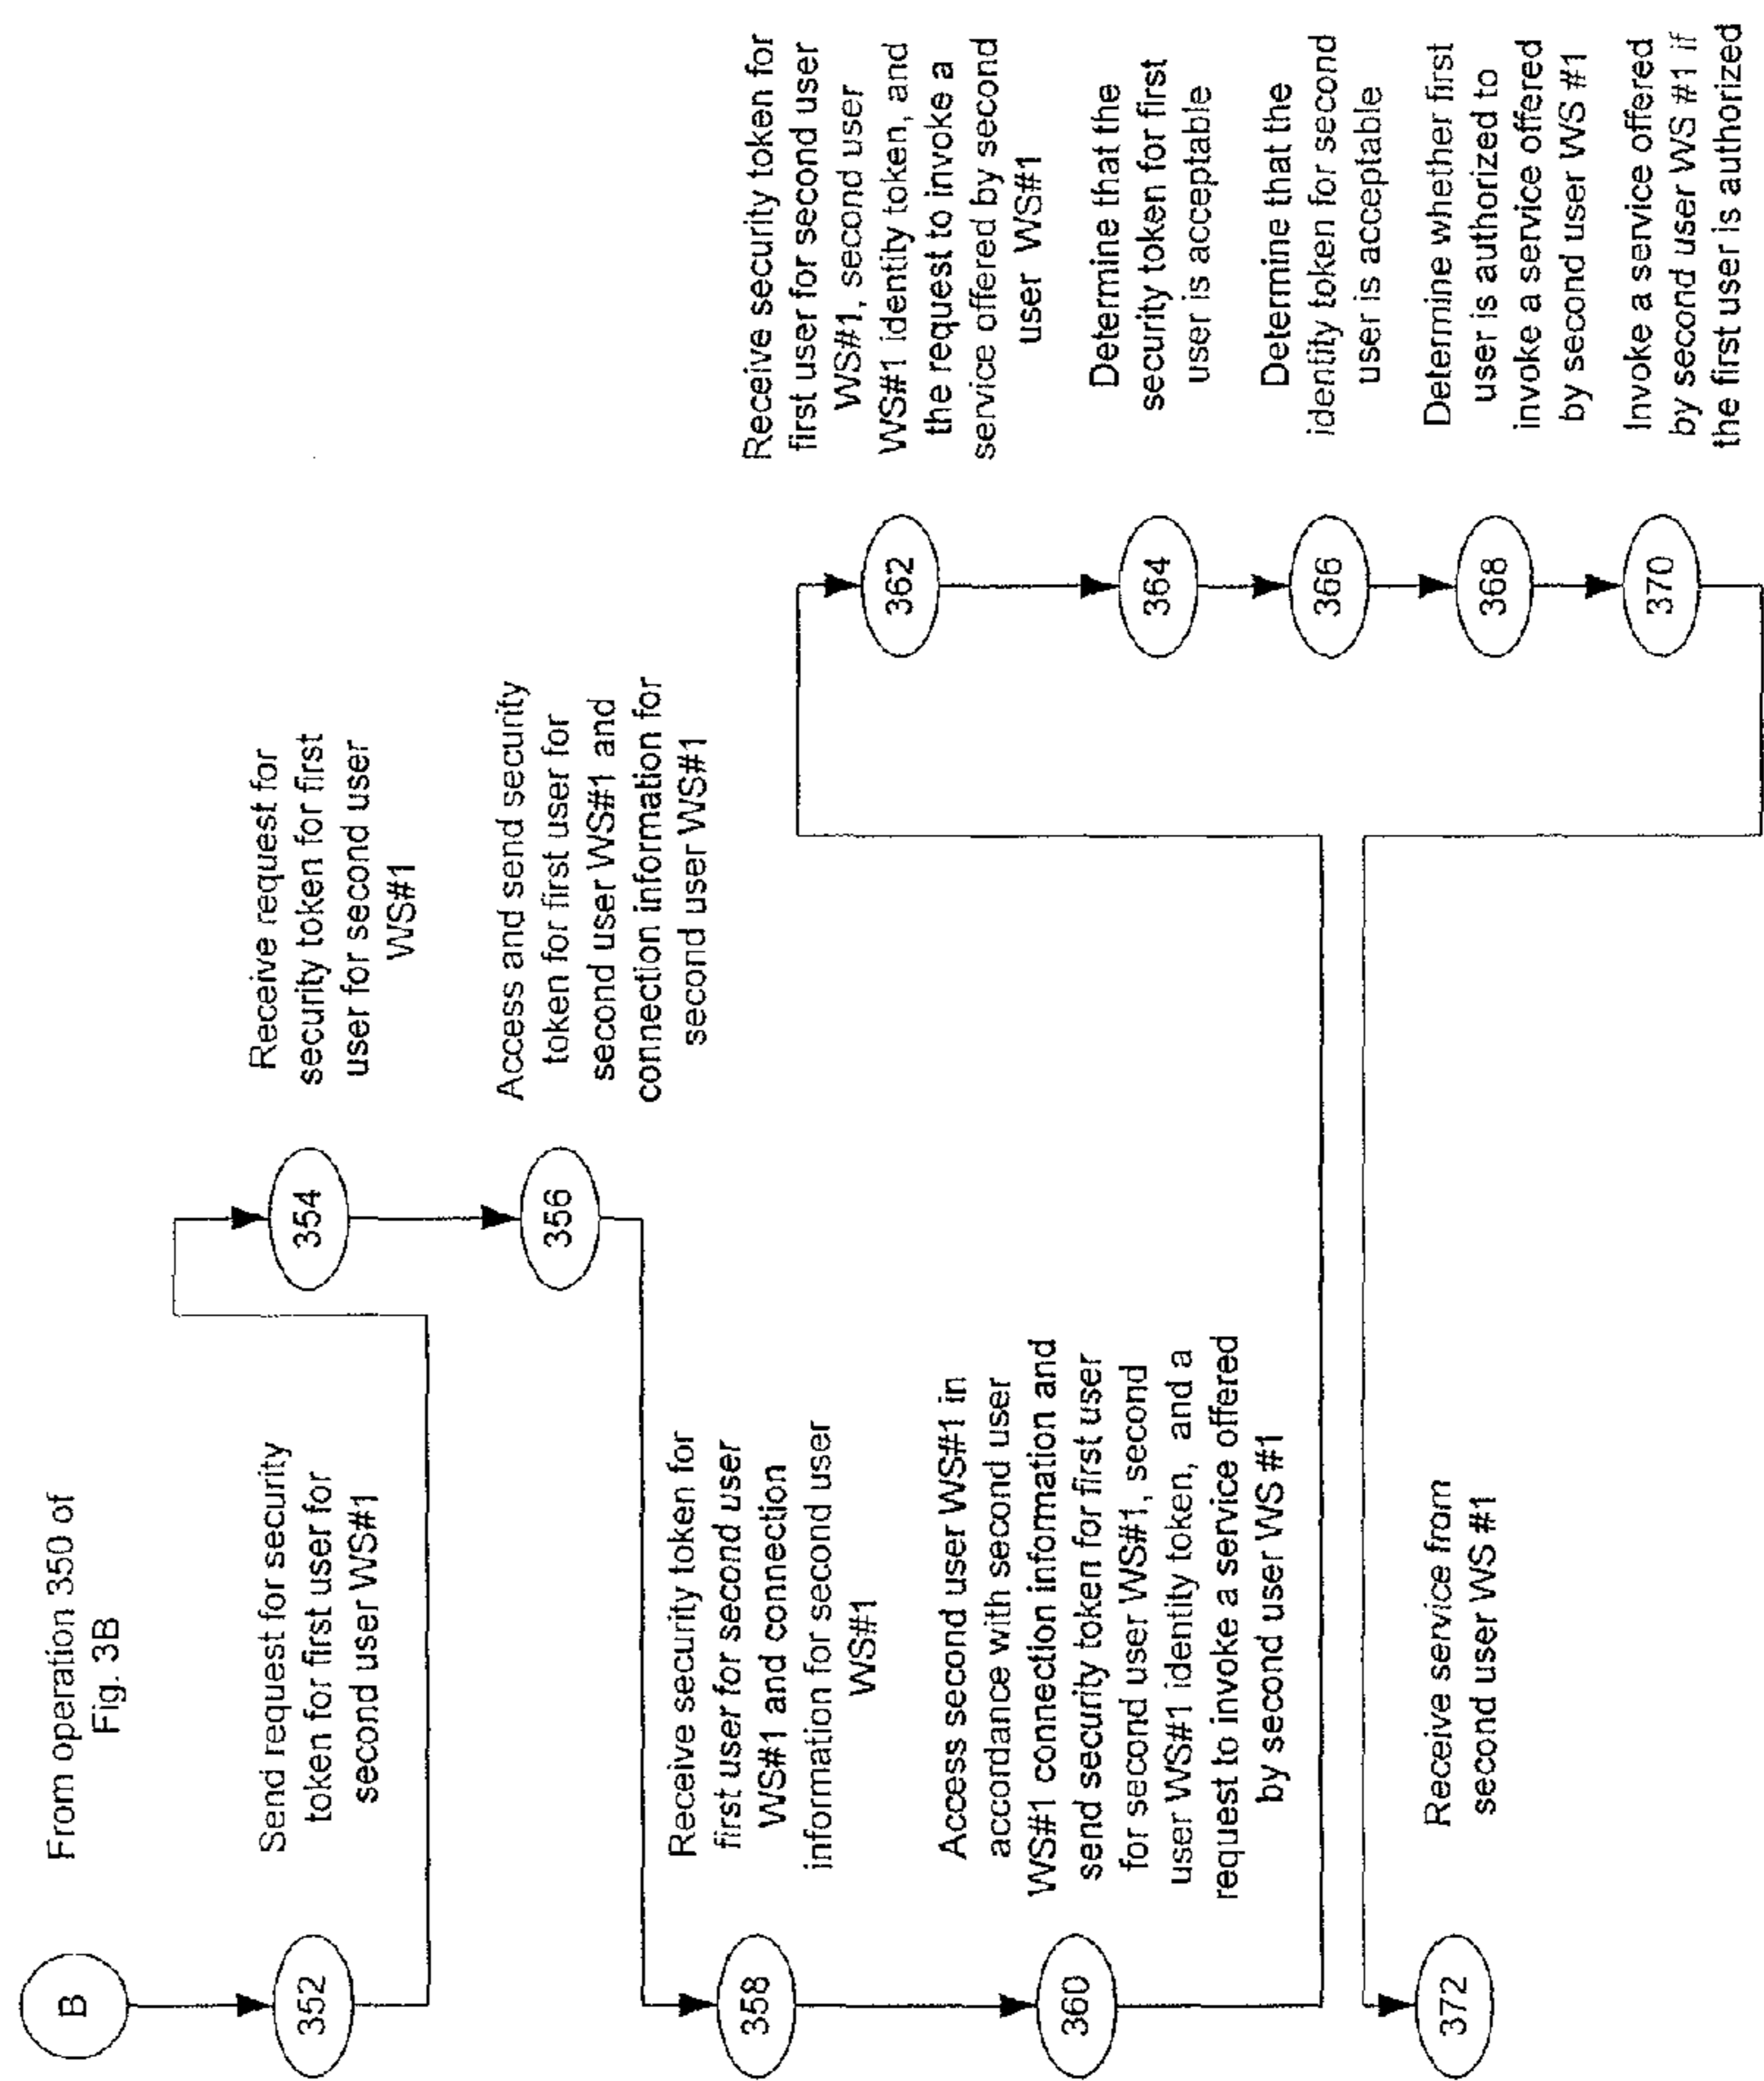 From operation 350 of
Fig. 3B
B
352
Send request for security
token for first user for
second user WS#1
354
Receive request for
security token for first
user for second user
WS#1
356
Access and send security
token for first user for
second user WS#1 and
connection information for
second user WS#1
358
Receive security token for
first user for second user
WS#1 and connection
information for second user
WS#1
360
Access second user WS#1 in
accordance with second user
WS#1 connection information and
send security token for first user
for second user WS#1, second
user WS#1 identity token, and a
request to invoke a service offered
by second user WS #1
362
Receive security token for
first user for second user
WS#1, second user
WS#1 identity token, and
the request to invoke a
service offered by second
user WS#1
364
Determine that the
security token for first
user is acceptable
366
Determine that the
identity token for second
user is acceptable
368
Determine whether first
user is authorized to
invoke a service offered
by second user WS #1
370
Invoke a service offered
by second user WS #1 if
the first user is authorized
372
Receive service from
second user WS #1